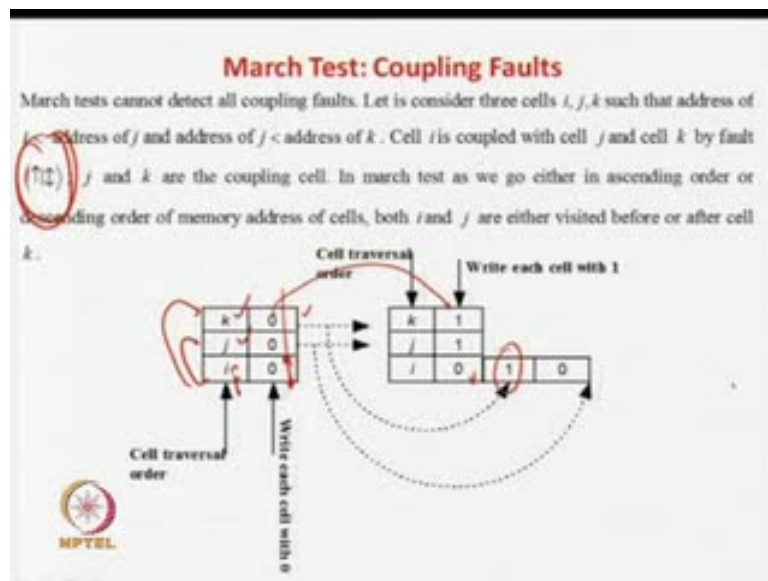 March Test: Coupling Faults
March tests cannot detect all coupling faults. Let is consider three cells i, j, k such that address of
i < address of j and address of j < address of k . Cell i is coupled with cell j and cell k by fault
j and k are the coupling cell. In march test as we go either in ascending order or
descending order of memory address of cells, both i and j are either visited before or after cell
k .
Cell traversal
order
Write each cell with 1
k 0
j 0
i 0
k 1
j 1
i 0 1 0
Cell traversal
order
Write each cell with 0
NPTEL